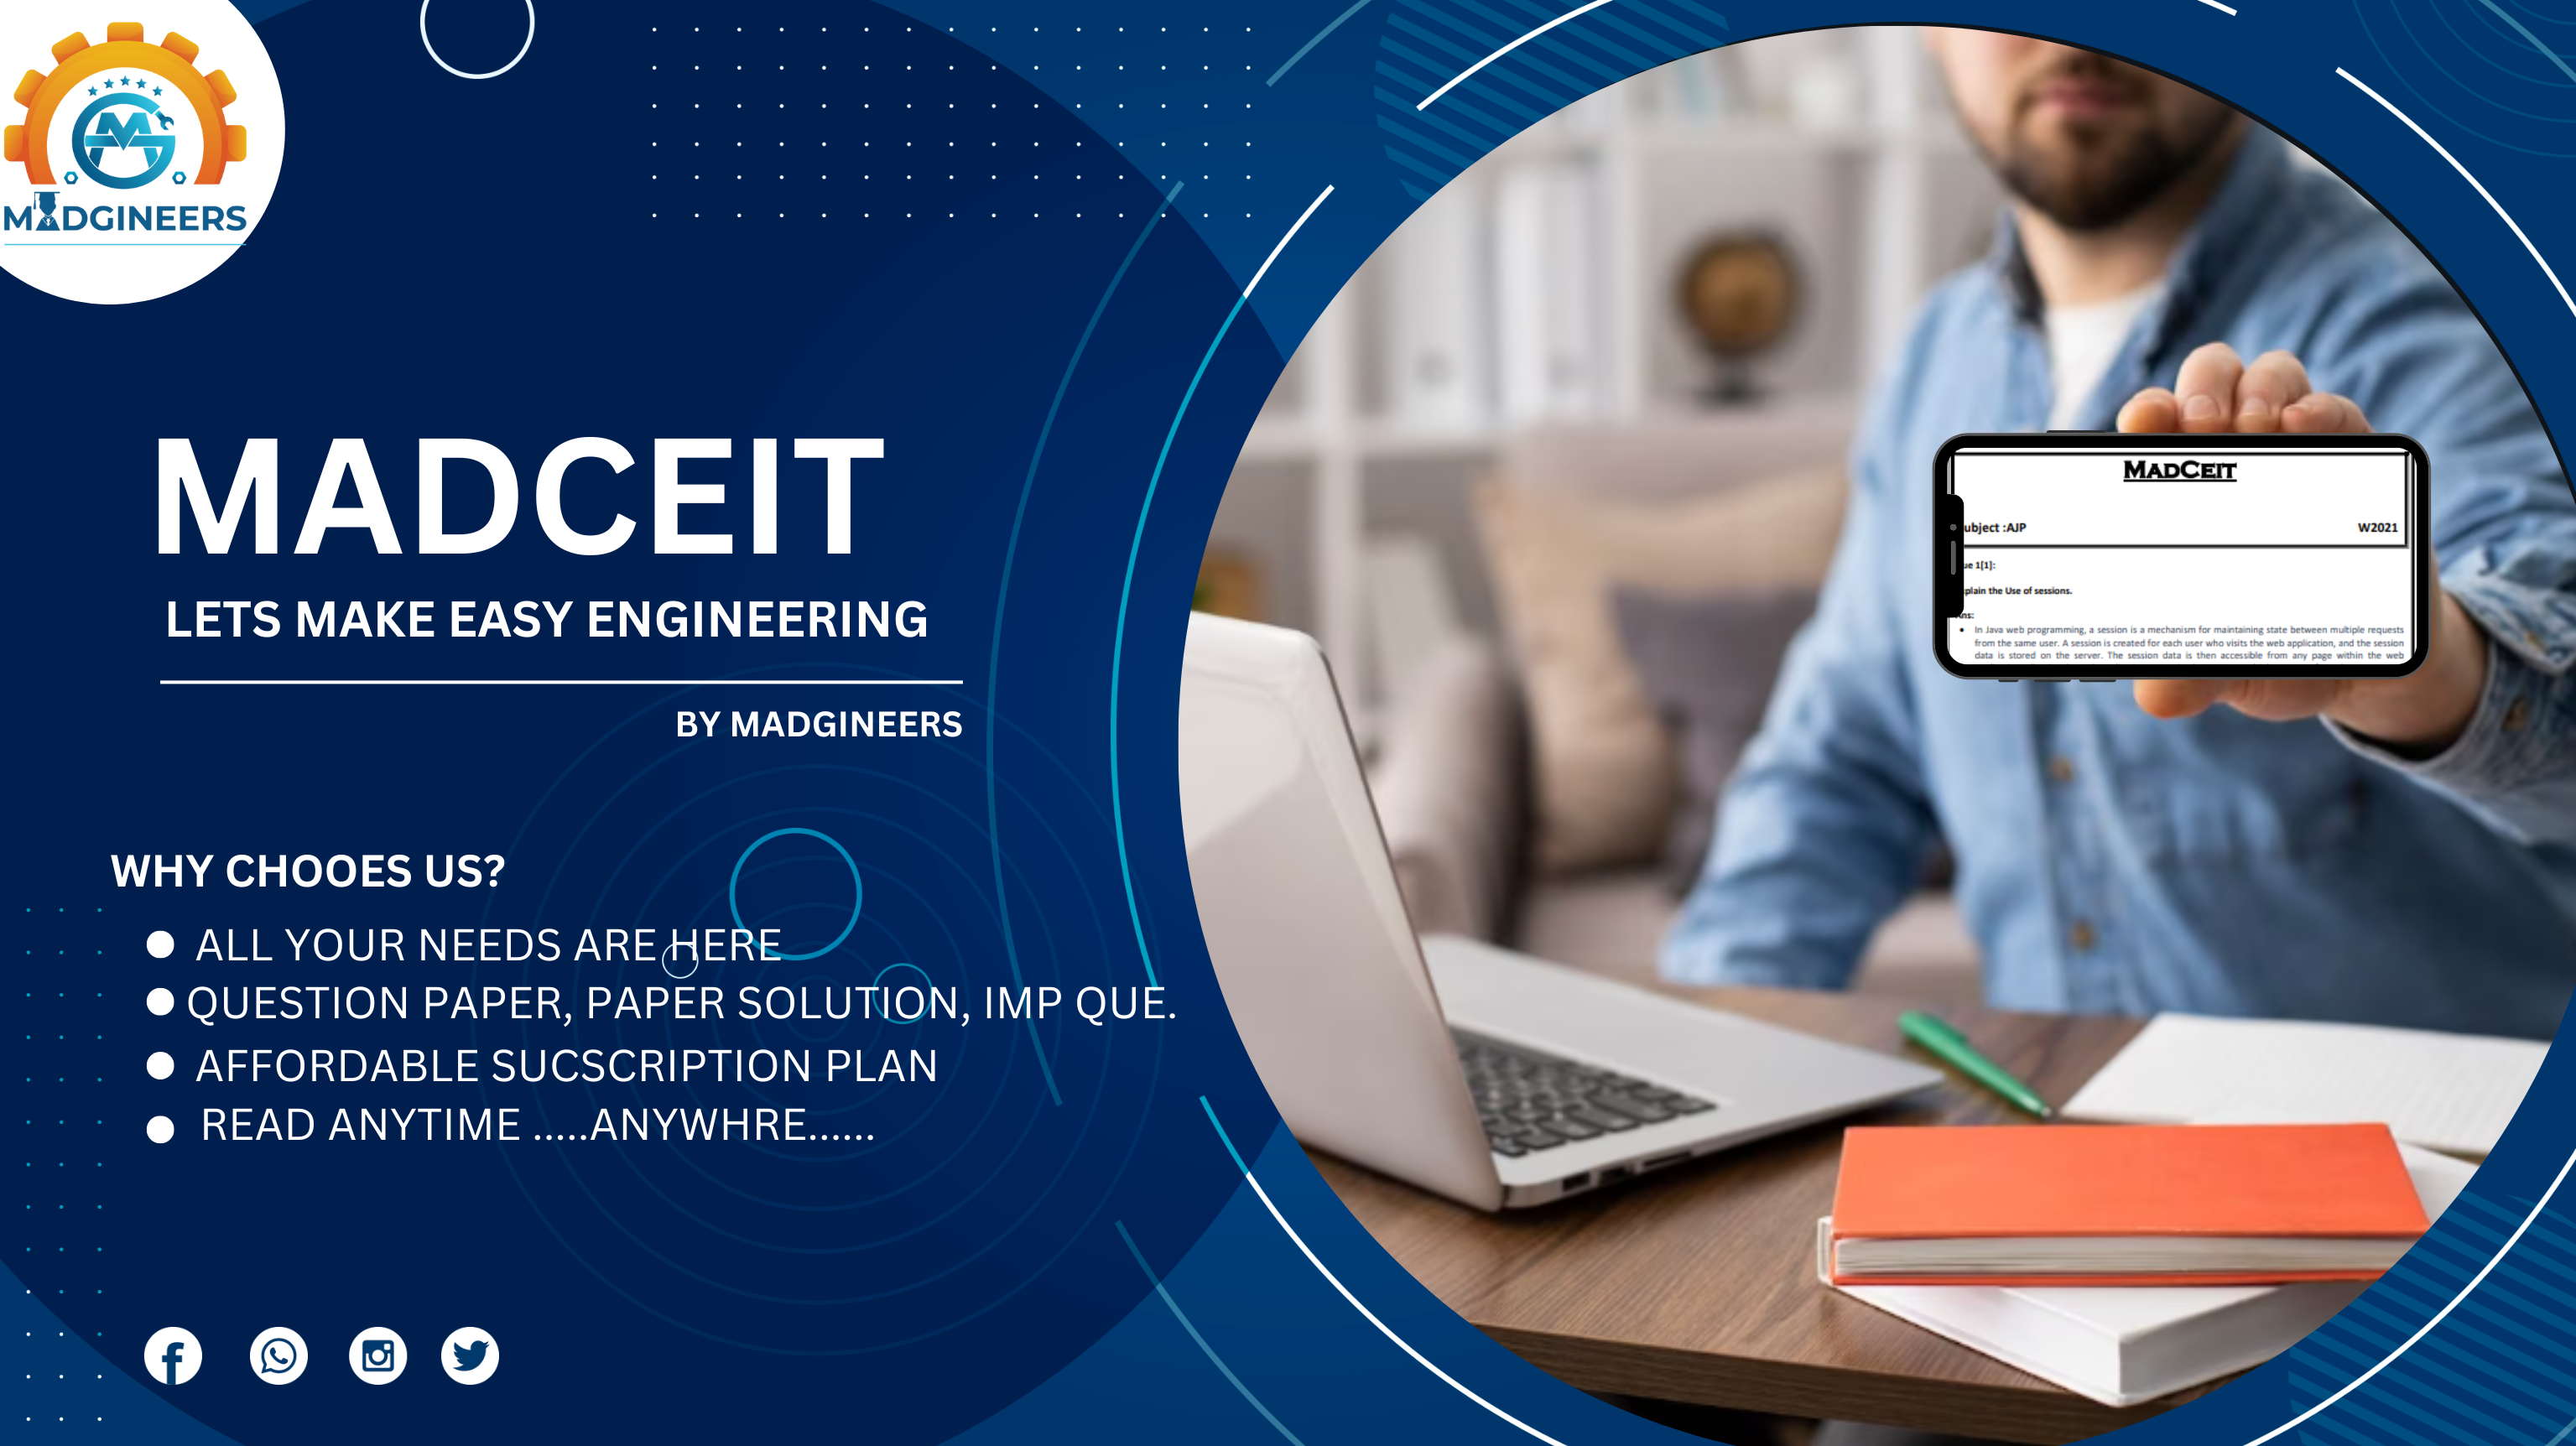 MADGINEERS
MADCEIT
LETS MAKE EASY ENGINEERING
BY MADGINEERS
WHY CHOOES US?
ALL YOUR NEEDS ARE HERE
QUESTION PAPER, PAPER SOLUTION, IMP QUE.
AFFORDABLE SUCSCRIPTION PLAN
READ ANYTIME .....ANYWHRE......
MADCEIT
ubject :AJP W2021
ue 1[1]:
plain the Use of sessions.
ns:
• In Java web programming, a session is a mechanism for maintaining state between multiple requests
from the same user. A session is created for each user who visits the web application, and the session
data is stored on the server. The session data is then accessible from any page within the web